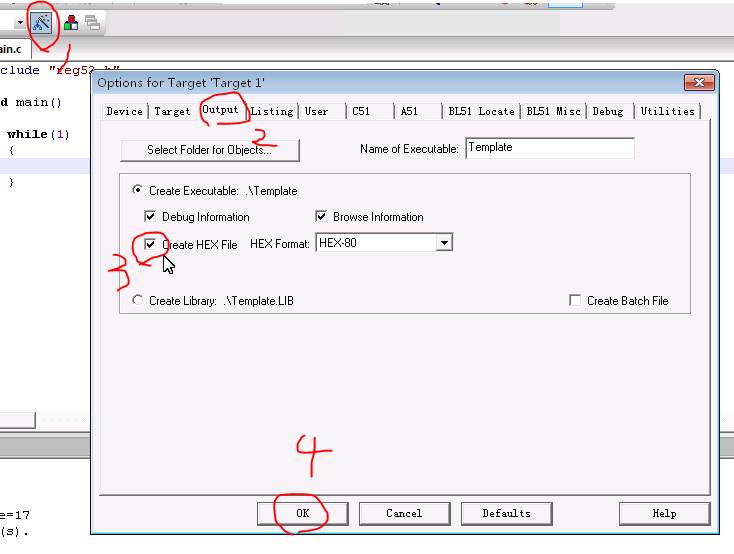 1
ain.c
clude "reg52.h"
Options for Target 'Target 1'
d main()
Device Target Output Listing User C51 A51 BL51 Locate BL51 Misc Debug Utilities
while(1)
2
{
Select Folder for Objects...
Name of Executable: Template
}
Create Executable: .\Template
Debug Information
Browse Information
3
Create HEX File HEX Format: HEX-80
Create Library: .\Template.LIB
Create Batch File
4
OK Cancel Defaults Help
e=17
(s).